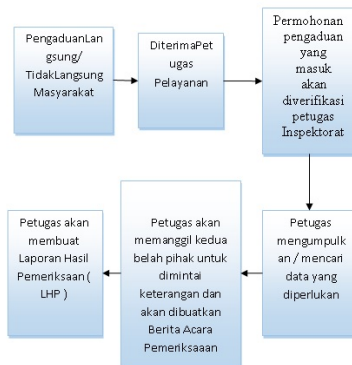 PengaduanLan
gsung/
TidakLangsung
Masyarakat
DiterimaPet
ugas
Pelayanan
Permohonan
pengaduan
yang
masuk
akan
diverifikasi
petugas
Inspektorat
Petugas
mengumpulk
an / mencari
data yang
diperlukan
Petugas akan
memanggil kedua
belah pihak untuk
dimintai
keterangan dan
akan dibuatkan
Berita Acara
Pemeriksaaan
Petugas akan
membuat
Laporan Hasil
Pemeriksaan (
LHP )